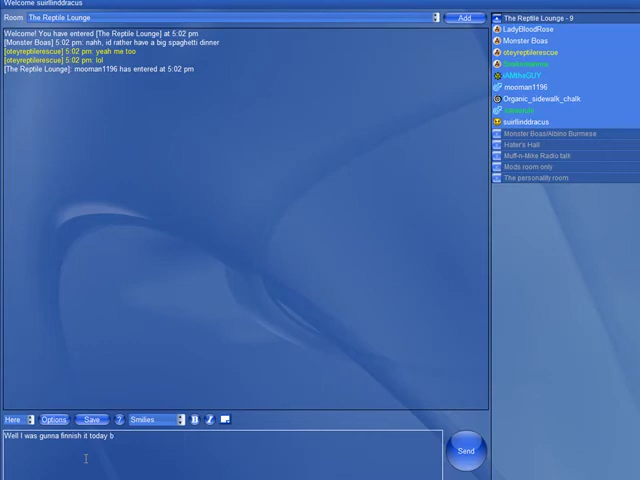 Welcome suirllinddracus
Room The Reptile Lounge Add
Welcome! You have entered [The Reptile Lounge] at 5:02 pm
[Monster Boas] 5:02 pm: nahh, id rather have a big spaghetti dinner
[oteyreptilerescue] 5:02 pm: yeah me too
[oteyreptilerescue] 5:02 pm: lol
[The Reptile Lounge]: mooman1196 has entered at 5:02 pm
The Reptile Lounge - 9
LadyBloodRose
Monster Boas
oteyreptilerescue
iAMtheGUY
mooman1196
Organic_sidewalk_chalk
suirllinddracus
Monster Boas/Albino Burmese
Hater's Hall
Muff-n-Mike Radio talk
Mods room only
The personality room
Here Options Save ? Smilies B I
Well I was gunna finnish it today b
Send